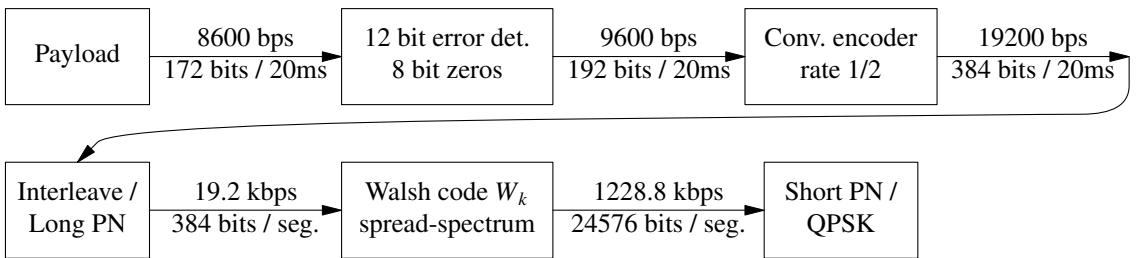 Payload
8600 bps
172 bits / 20ms
12 bit error det.
8 bit zeros
9600 bps
192 bits / 20ms
Conv. encoder
rate 1/2
19200 bps
384 bits / 20ms
Interleave /
Long PN
19.2 kbps
384 bits / seg.
Walsh code Wk
spread-spectrum
1228.8 kbps
24576 bits / seg.
Short PN /
QPSK